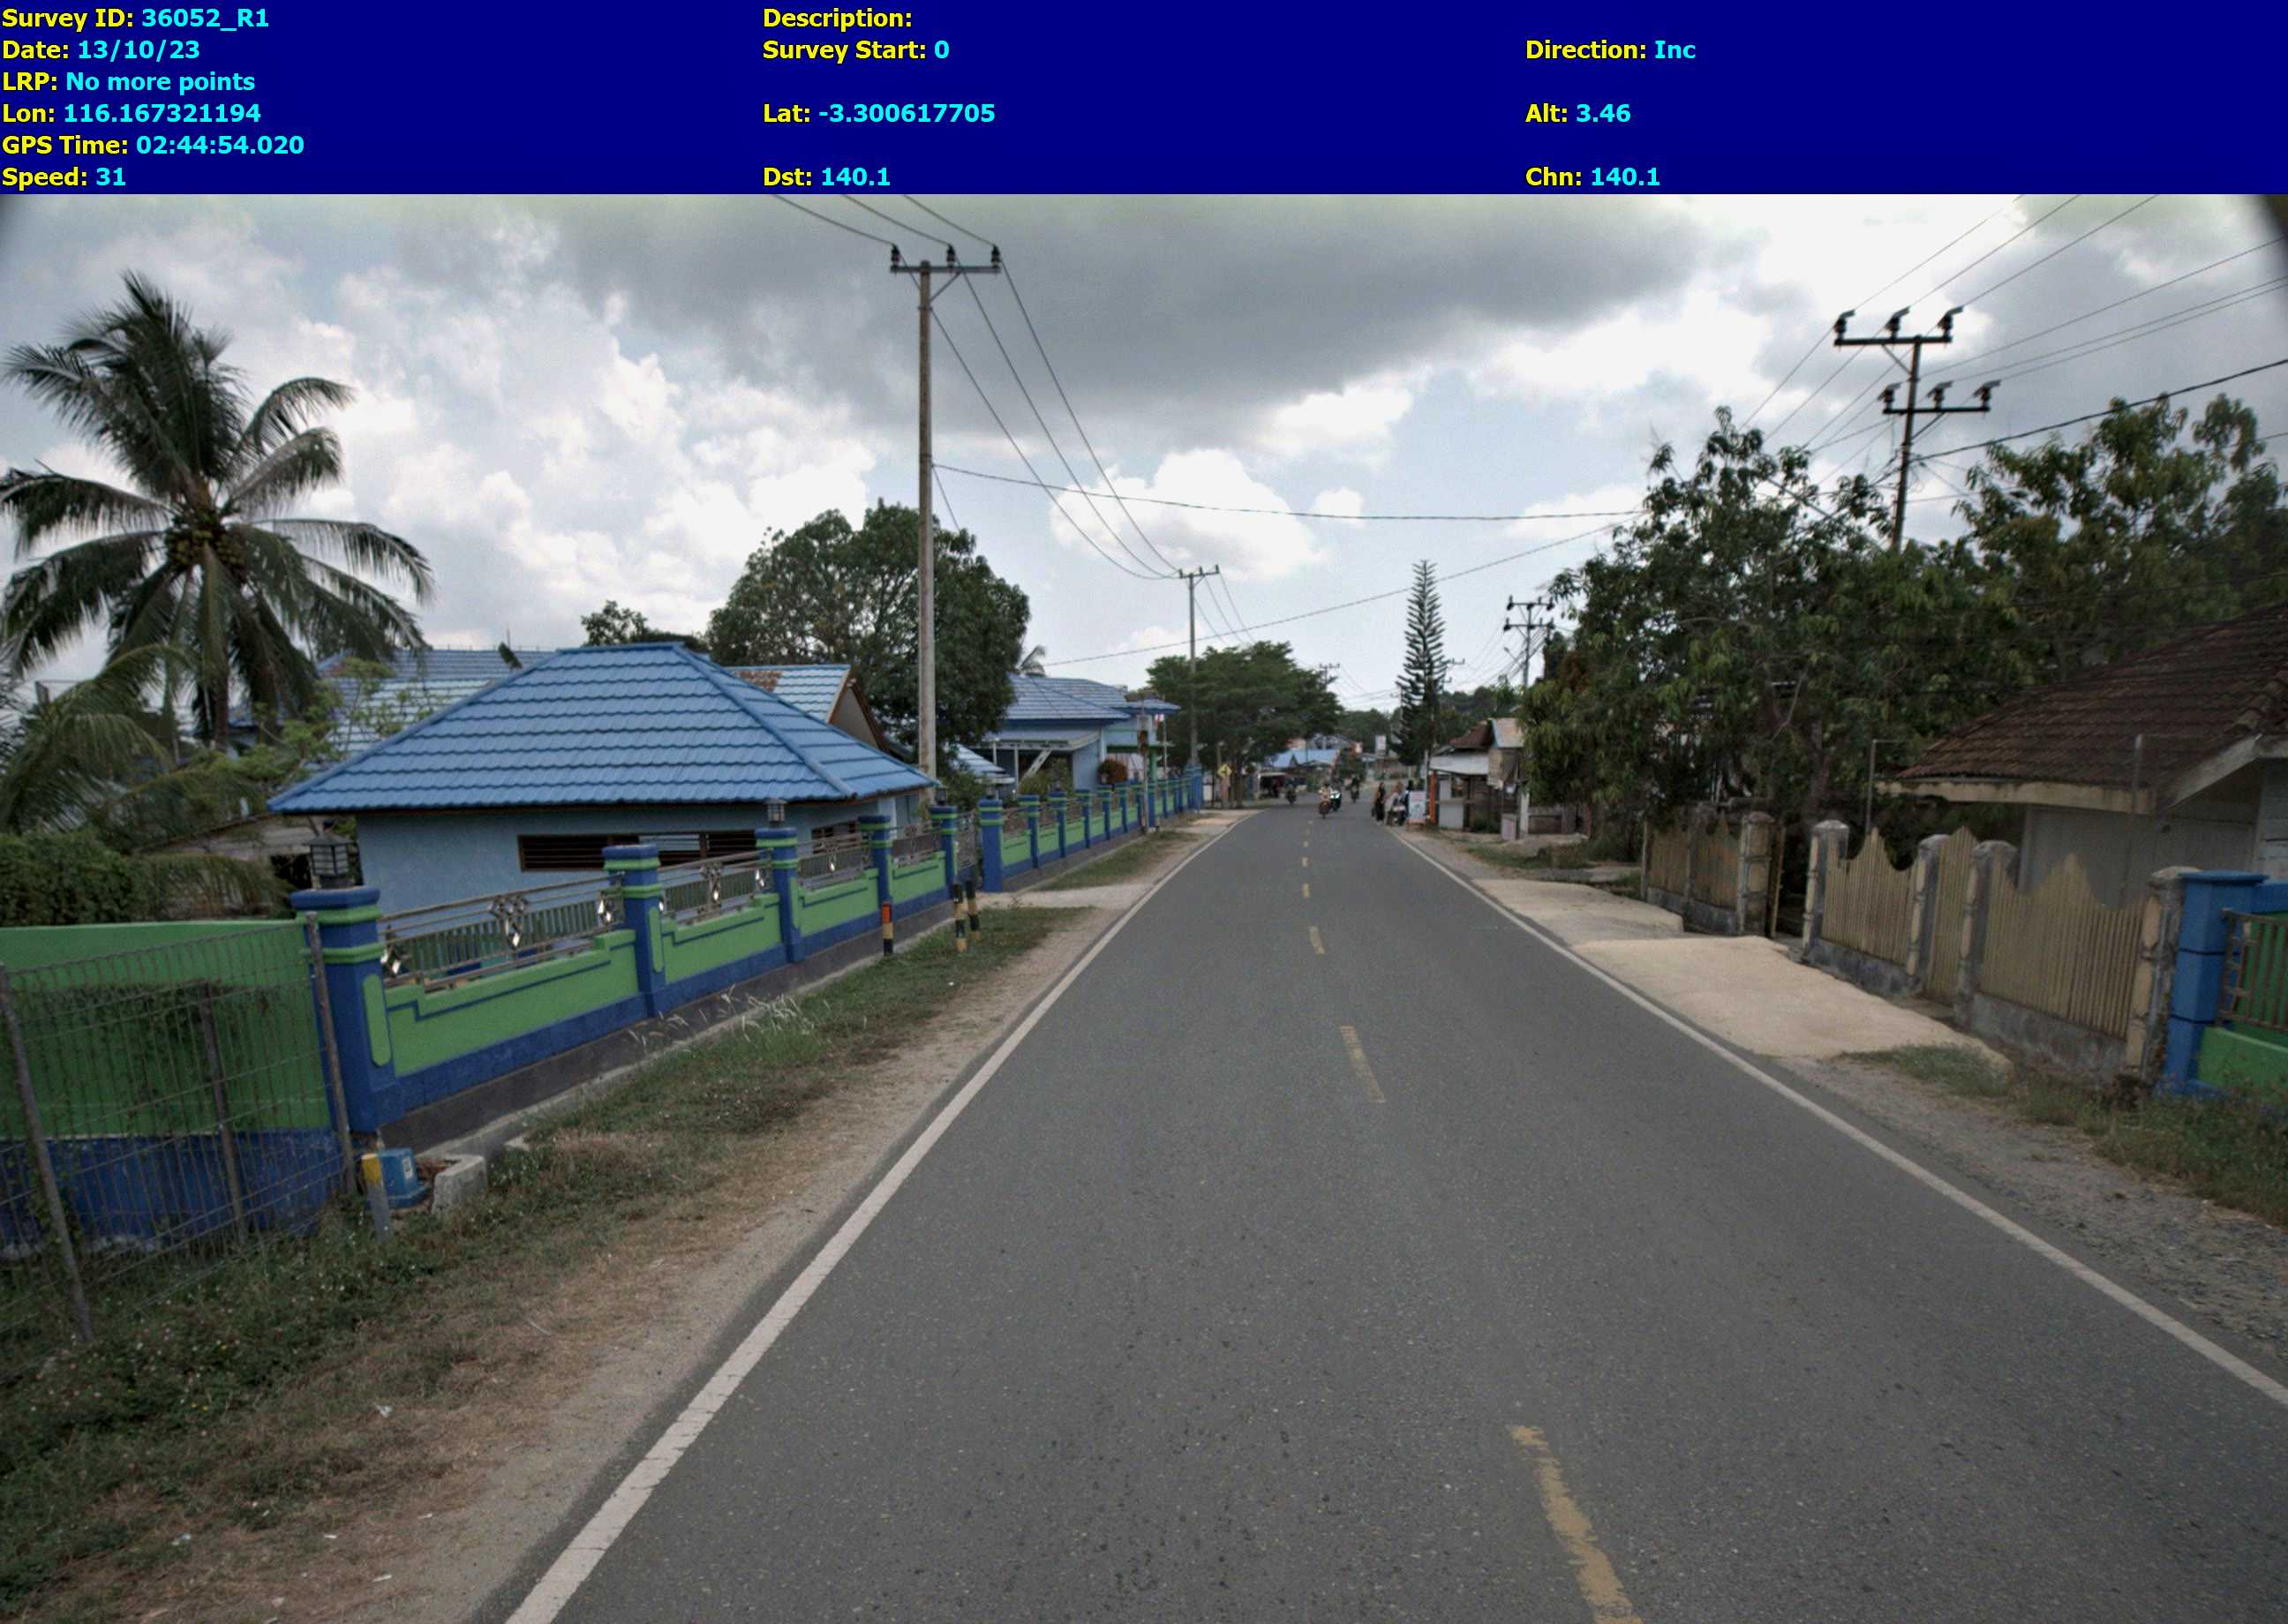 Survey ID: 36052_R1
Description:
Date: 13/10/23
Survey Start: 0
Direction: Inc
LRP: No more points
Lon: 116.167321194
Lat: -3.300617705
Alt: 3.46
GPS Time: 02:44:54.020
Speed: 31
Dst: 140.1
Chn: 140.1